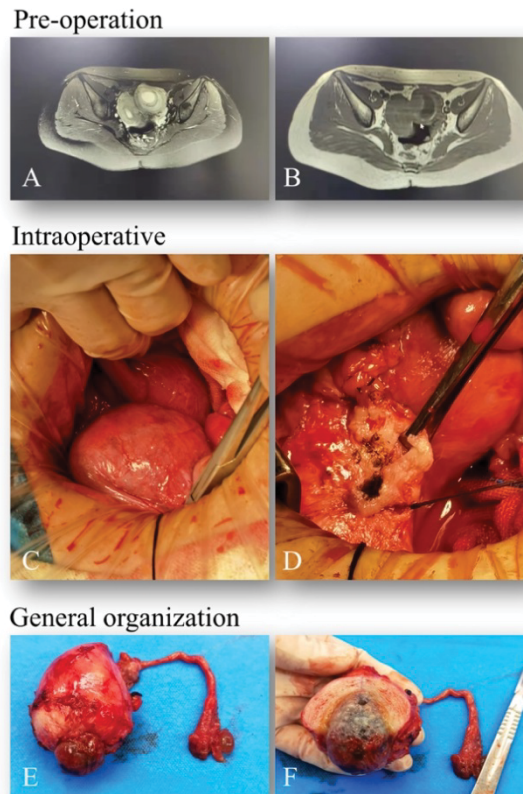 Pre-operation
A
B
Intraoperative
C
D
General organization
E
F